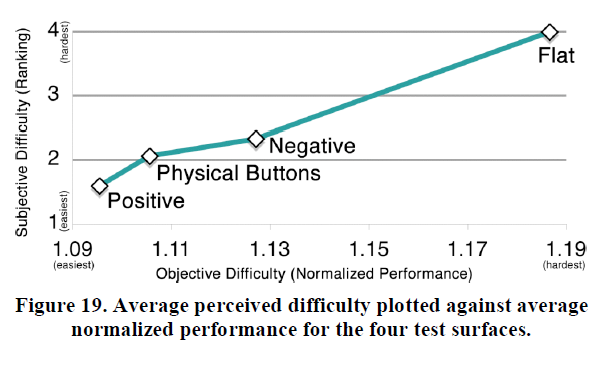 Subjective Difficulty (Ranking)
4
(hardest)
3
2
1
(easiest)
Flat
Negative
Physical Buttons
Positive
1.09 1.11 1.13 1.15 1.17 1.19
(easiest) (hardest)
Objective Difficulty (Normalized Performance)
Figure 19. Average perceived difficulty plotted against average
normalized performance for the four test surfaces.